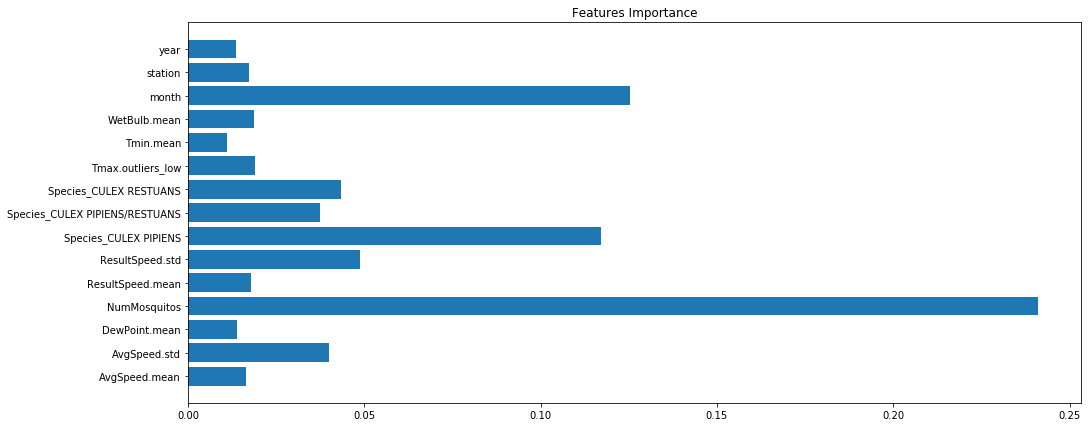 Features Importance
year
station
month
WetBulb.mean
Tmin.mean
Tmax.outliers_low
Species_CULEX RESTUANS
Species_CULEX PIPIENS/RESTUANS
Species_CULEX PIPIENS
ResultSpeed.std
ResultSpeed.mean
NumMosquitos
DewPoint.mean
AvgSpeed.std
AvgSpeed.mean
0.00 0.05 0.10 0.15 0.20 0.25